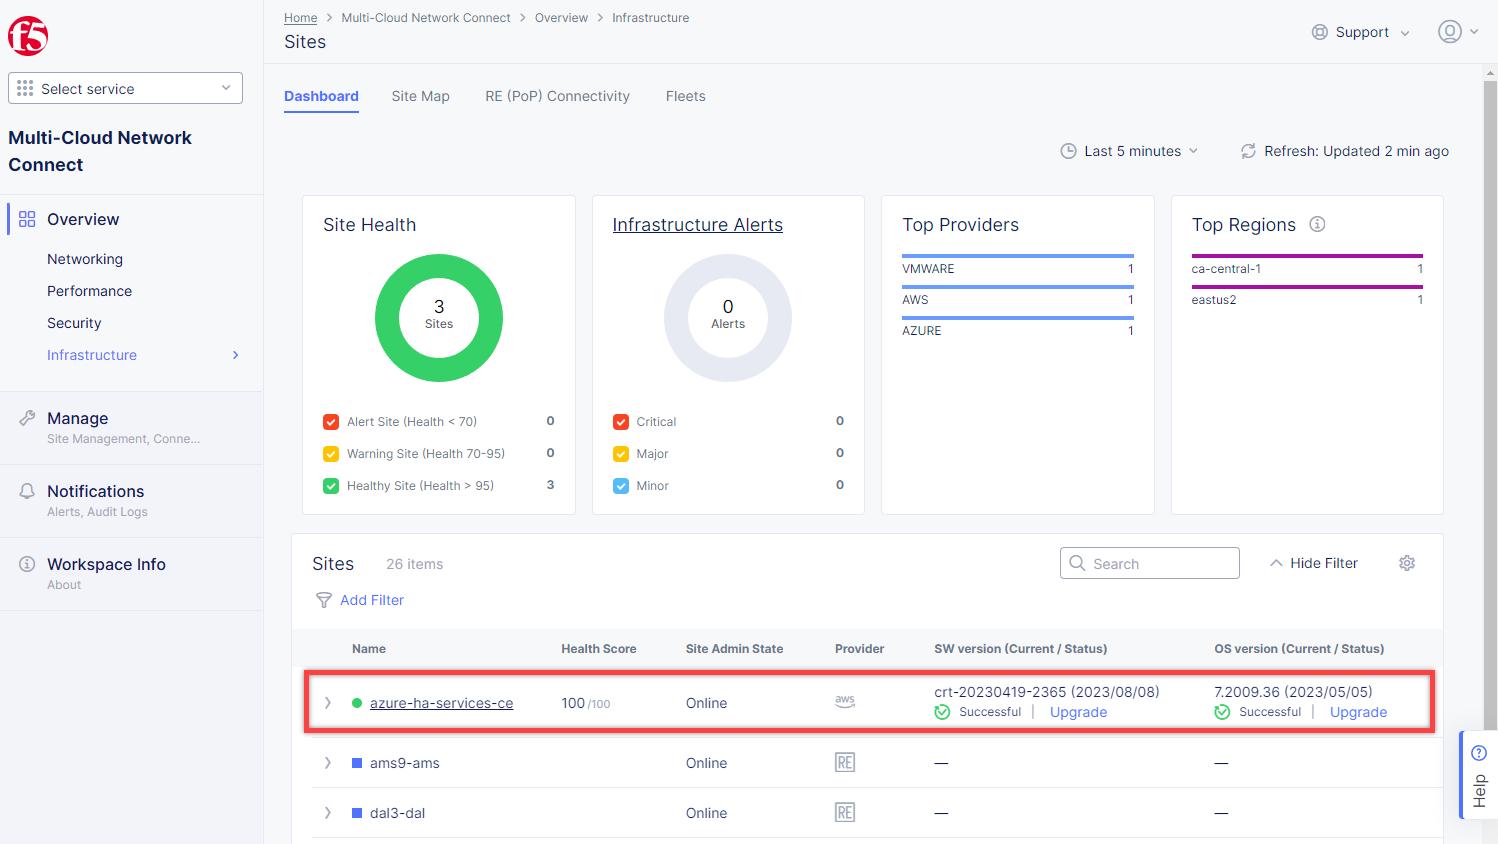 f5
Home > Multi-Cloud Network Connect > Overview > Infrastructure
Sites
Support
Select service
Multi-Cloud Network
Connect
Overview
Networking
Performance
Security
Infrastructure
Manage
Site Management, Conne...
Notifications
Alerts, Audit Logs
Workspace Info
About
Dashboard Site Map RE (PoP) Connectivity Fleets
Last 5 minutes Refresh: Updated 2 min ago
Site Health
3
Sites
Alert Site (Health < 70) 0
Warning Site (Health 70-95) 0
Healthy Site (Health > 95) 3
Infrastructure Alerts
0
Alerts
Critical 0
Major 0
Minor 0
Top Providers
VMWARE 1
AWS 1
AZURE 1
Top Regions
ca-central-1 1
eastus2 1
Sites 26 items Search Hide Filter
Add Filter
Name Health Score Site Admin State Provider SW version (Current / Status) OS version (Current / Status)
azure-ha-services-ce 100 /100 Online aws crt-20230419-2365 (2023/08/08) 7.2009.36 (2023/05/05)
Successful | Upgrade Successful | Upgrade
ams9-ams Online RE — —
dal3-dal Online RE — —
Help